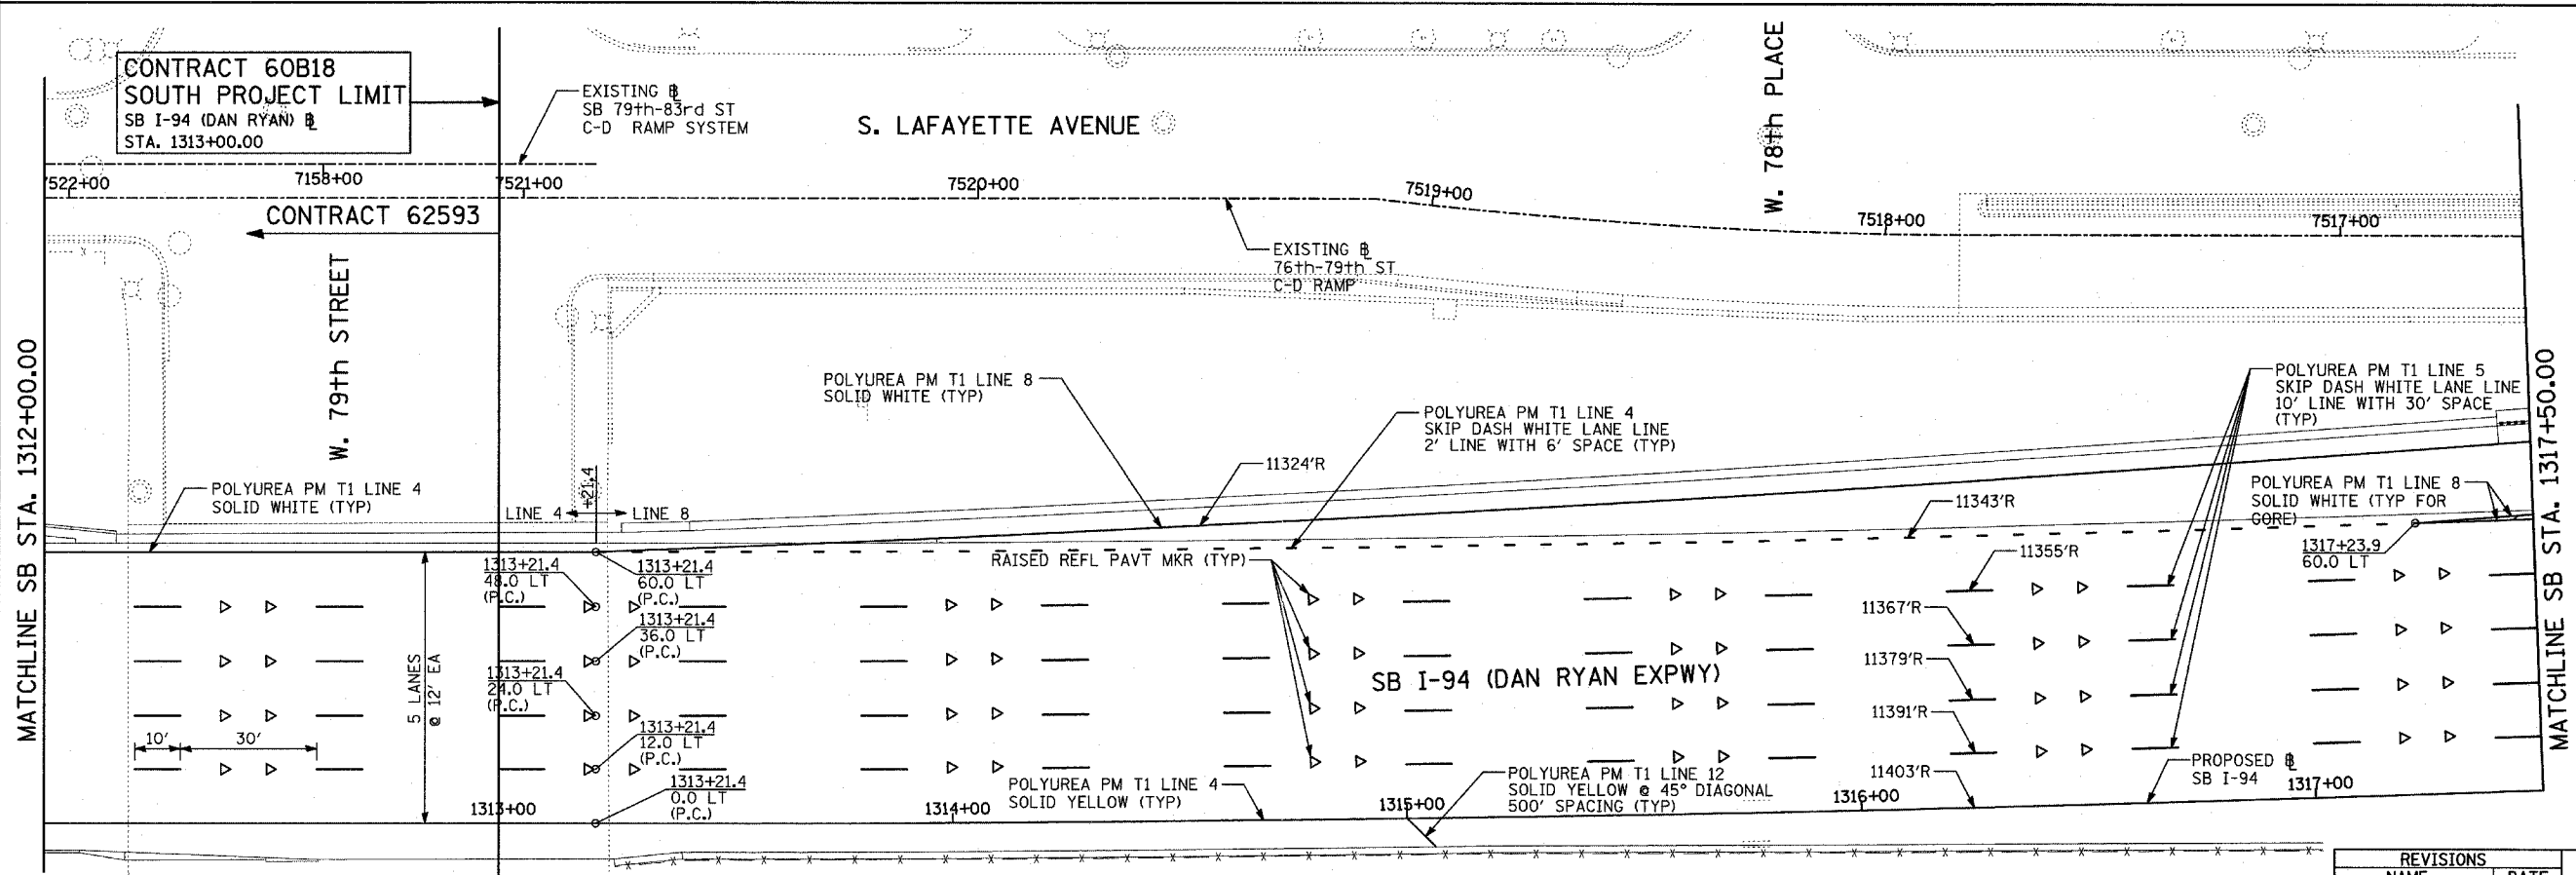 CONTRACT 60B18
SOUTH PROJECT LIMIT
SB I-94 (DAN RYAN) ℄
STA. 1313+00.00
EXISTING ℄
SB 79th-83rd ST
C-D RAMP SYSTEM
S. LAFAYETTE AVENUE
W. 78th PLACE
7522+00
7158+00
7521+00
7520+00
7519+00
7518+00
7517+00
CONTRACT 62593
EXISTING ℄
76th-79th ST
C-D RAMP
W. 79th STREET
MATCHLINE SB STA. 1312+00.00
MATCHLINE SB STA. 1317+50.00
POLYUREA PM T1 LINE 8
SOLID WHITE (TYP)
POLYUREA PM T1 LINE 4
SKIP DASH WHITE LANE LINE
2' LINE WITH 6' SPACE (TYP)
POLYUREA PM T1 LINE 5
SKIP DASH WHITE LANE LINE
10' LINE WITH 30' SPACE
(TYP)
11324'R
POLYUREA PM T1 LINE 4
SOLID WHITE (TYP)
+21.4
LINE 4
LINE 8
11343'R
POLYUREA PM T1 LINE 8
SOLID WHITE (TYP FOR
GORE)
1317+23.9
60.0 LT
RAISED REFL PAVT MKR (TYP)
1313+21.4
48.0 LT
(P.C.)
1313+21.4
60.0 LT
(P.C.)
11355'R
1313+21.4
36.0 LT
(P.C.)
11367'R
1313+21.4
24.0 LT
(P.C.)
11379'R
SB I-94 (DAN RYAN EXPWY)
5 LANES
@ 12' EA
11391'R
1313+21.4
12.0 LT
(P.C.)
10'
30'
1313+21.4
0.0 LT
(P.C.)
POLYUREA PM T1 LINE 4
SOLID YELLOW (TYP)
POLYUREA PM T1 LINE 12
SOLID YELLOW @ 45° DIAGONAL
500' SPACING (TYP)
11403'R
PROPOSED ℄
SB I-94
1313+00
1314+00
1315+00
1316+00
1317+00
REVISIONS
NAME
DATE